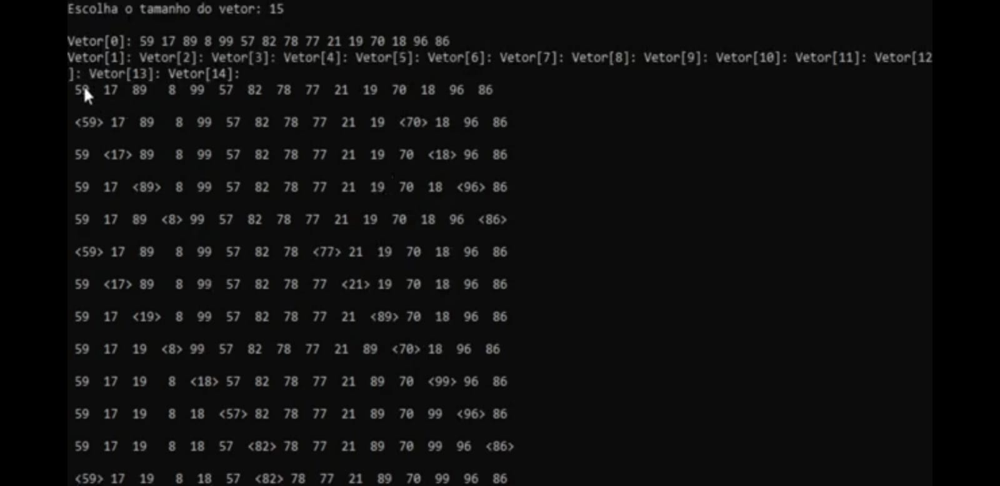 Escolha o tamanho do vetor: 15
Vetor[0]: 59 17 89 8 99 57 82 78 77 21 19 70 18 96 86
Vetor[1]: Vetor[2]: Vetor[3]: Vetor[4]: Vetor[5]: Vetor[6]: Vetor[7]: Vetor[8]: Vetor[9]: Vetor[10]: Vetor[11]: Vetor[12
]: Vetor[13]: Vetor[14]:
59 17 89 8 99 57 82 78 77 21 19 70 18 96 86
<59> 17 89 8 99 57 82 78 77 21 19 <70> 18 96 86
59 <17> 89 8 99 57 82 78 77 21 19 70 <18> 96 86
59 17 <89> 8 99 57 82 78 77 21 19 70 18 <96> 86
59 17 89 <8> 99 57 82 78 77 21 19 70 18 96 <86>
<59> 17 89 8 99 57 82 78 <77> 21 19 70 18 96 86
59 <17> 89 8 99 57 82 78 77 <21> 19 70 18 96 86
59 17 <19> 8 99 57 82 78 77 21 <89> 70 18 96 86
59 17 19 <8> 99 57 82 78 77 21 89 <70> 18 96 86
59 17 19 8 <18> 57 82 78 77 21 89 70 <99> 96 86
59 17 19 8 18 <57> 82 78 77 21 89 70 99 <96> 86
59 17 19 8 18 57 <82> 78 77 21 89 70 99 96 <86>
<59> 17 19 8 18 57 <82> 78 77 21 89 70 99 96 86